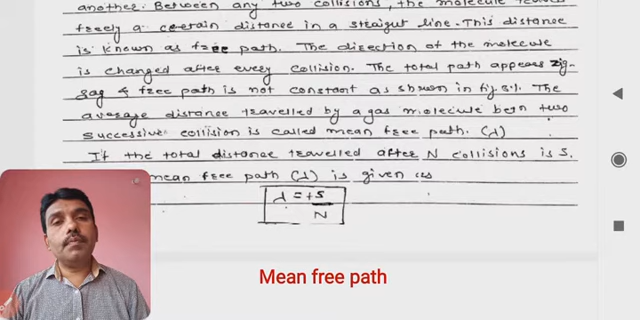 another. Between any two collisions, the molecule
freely a certain distance in a straight line. This distance
is known as free path. The direction of the molecule
is changed after every collision. The total path appears zig-
zag & free path is not constant as shown in fig 8.1. The
average distance travelled by a gas molecule betn two
successive collision is called mean free path. (λ)
If the total distance travelled after N collisions is S.
mean free path (λ) is given as
λ = + S
N
Mean free path